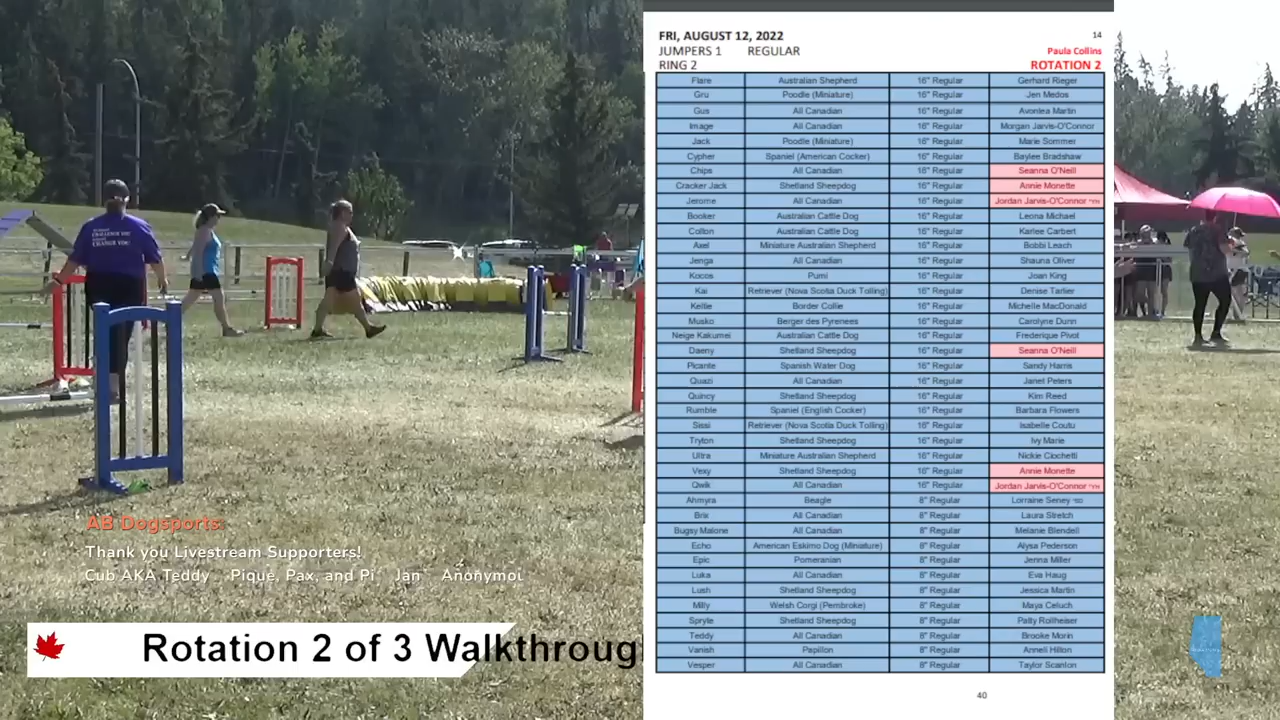 FRI, AUGUST 12, 2022 14
JUMPERS 1 REGULAR Paula Collins
RING 2 ROTATION 2
Flare Australian Shepherd 16" Regular Gerhard Rieger
Gru Poodle (Miniature) 16" Regular Jen Medos
Gus All Canadian 16" Regular Avonlea Martin
Image All Canadian 16" Regular Morgan Jarvis-O'Connor
Jack Poodle (Miniature) 16" Regular Marie Sommer
Cypher Spaniel (American Cocker) 16" Regular Baylee Bradshaw
Chips All Canadian 16" Regular Seanna O'Neill
Cracker Jack Shetland Sheepdog 16" Regular Annie Monette
Jerome All Canadian 16" Regular Jordan Jarvis-O'Connor
Booker Australian Cattle Dog 16" Regular Leona Michael
Colton Australian Cattle Dog 16" Regular Karlee Carbert
Axel Miniature Australian Shepherd 16" Regular Bobbi Leach
Jenga All Canadian 16" Regular Shauna Oliver
Kocos Pumi 16" Regular Joan King
Kai Retriever (Nova Scotia Duck Tolling) 16" Regular Denise Tartier
Keltie Border Collie 16" Regular Michelle MacDonald
Musko Berger des Pyrenees 16" Regular Carolyne Dunn
Neige Kakumei Australian Cattle Dog 16" Regular Frederique Pivot
Daeny Shetland Sheepdog 16" Regular Seanna O'Neill
Picante Spanish Water Dog 16" Regular Sandy Harris
Quazi All Canadian 16" Regular Janet Peters
Quincy Shetland Sheepdog 16" Regular Kim Reed
Rumble Spaniel (English Cocker) 16" Regular Barbara Flowers
Sissi Retriever (Nova Scotia Duck Tolling) 16" Regular Isabelle Coutu
Tryton Shetland Sheepdog 16" Regular Ivy Marie
Ultra Miniature Australian Shepherd 16" Regular Nickie Ciochetti
Vexy Shetland Sheepdog 16" Regular Annie Monette
Qwik All Canadian 16" Regular Jordan Jarvis-O'Connor
Ahmyra Beagle 8" Regular Lorraine Seney
Brix All Canadian 8" Regular Laura Stretch
Bugsy Malone All Canadian 8" Regular Melanie Blendell
Echo American Eskimo Dog (Miniature) 8" Regular Alysa Pederson
Epic Pomeranian 8" Regular Jenna Miller
Luka All Canadian 8" Regular Eva Haug
Lush Shetland Sheepdog 8" Regular Jessica Martin
Milly Welsh Corgi (Pembroke) 8" Regular Maya Celuch
Spryte Shetland Sheepdog 8" Regular Patty Rollheiser
Teddy All Canadian 8" Regular Brooke Morin
Vanish Papillon 8" Regular Anneli Hilton
Vesper All Canadian 8" Regular Taylor Scanlon
40
CHALLENGE YOU
CHANGE YOU
AB Dogsports:
Thank you Livestream Supporters!
Cub AKA Teddy Pique, Pax, and Pi Jan Anonymou
Rotation 2 of 3 Walkthroug